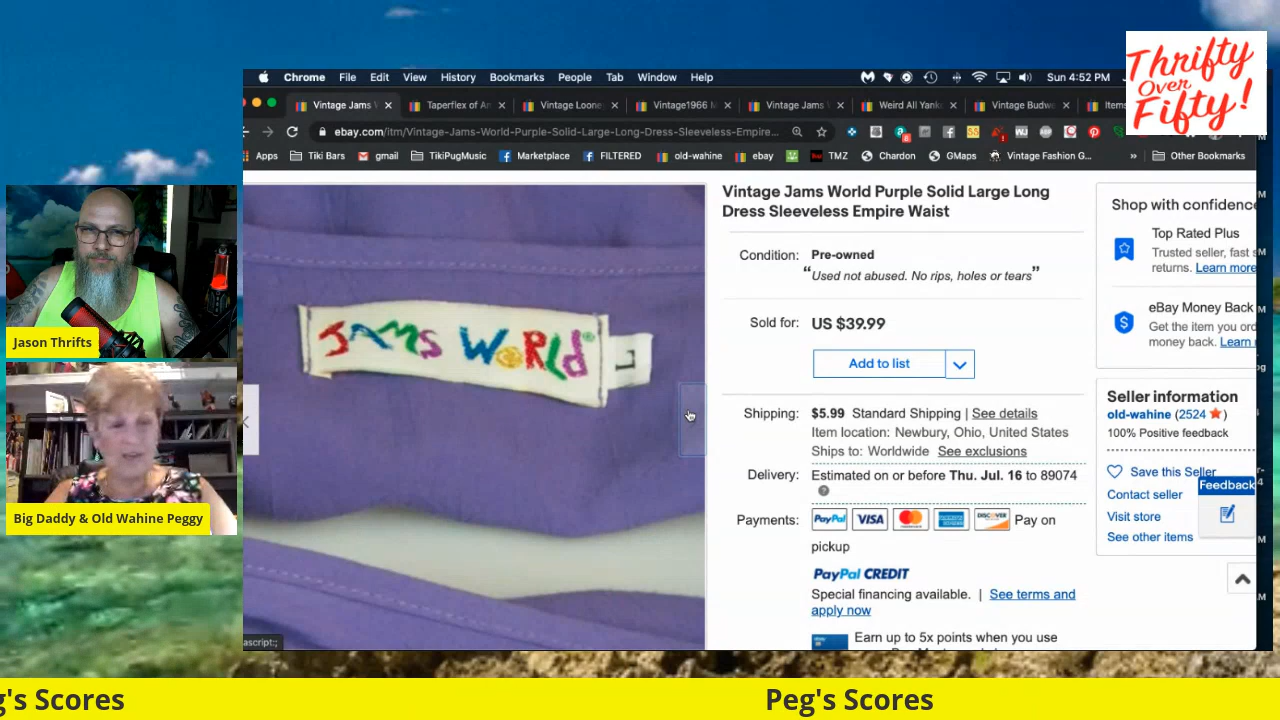 Thrifty
Over
Fifty!
Chrome File Edit View History Bookmarks People Tab Window Help
Sun 4:52 PM
Vintage Jams
Taperflex of Am
Vintage Loone
Vintage1966 M
Vintage Jams
Weird Al Yank
Vintage Budw
Items
ebay.com/itm/Vintage-Jams-World-Purple-Solid-Large-Long-Dress-Sleeveless-Empire...
Apps Tiki Bars gmail TikiPugMusic Marketplace FILTERED old-wahine ebay TMZ Chardon GMaps Vintage Fashion G... » Other Bookmarks
JAMS WORLD®
L
Vintage Jams World Purple Solid Large Long
Dress Sleeveless Empire Waist
Condition: Pre-owned
“Used not abused. No rips, holes or tears”
Sold for: US $39.99
Add to list
Shipping: $5.99 Standard Shipping | See details
Item location: Newbury, Ohio, United States
Ships to: Worldwide See exclusions
Delivery: Estimated on or before Thu. Jul. 16 to 89074
Payments: PayPal VISA Pay on
pickup
PayPal CREDIT
Special financing available. | See terms and
apply now
Earn up to 5x points when you use
Shop with confidence
Top Rated Plus
Trusted seller, fast s
returns. Learn more
eBay Money Back
Get the item you ord
money back. Learn
Seller information
old-wahine (2524 )
100% Positive feedback
Save this Seller
Contact seller
Visit store
See other items
Feedback
ascript:;
Jason Thrifts
Big Daddy & Old Wahine Peggy
g's Scores
Peg's Scores